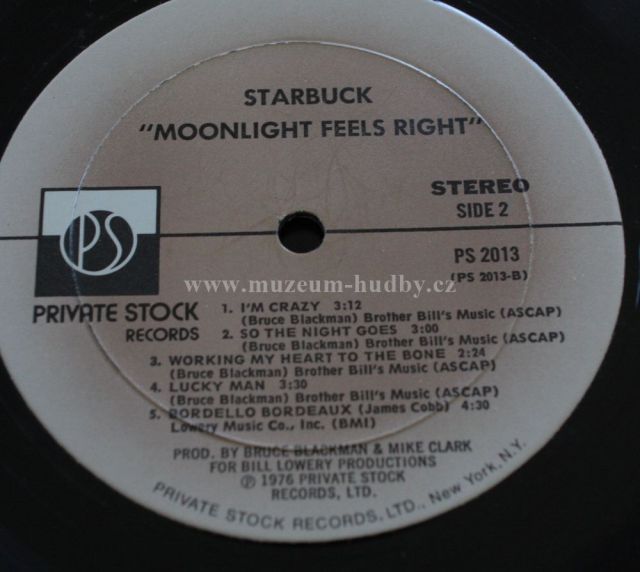 STARBUCK
"MOONLIGHT FEELS RIGHT"
STEREO
SIDE 2
PS 2013
(PS 2013-B)
PS
PRIVATE STOCK
RECORDS
www.muzeum-hudby.cz
1. I'M CRAZY 3:12
(Bruce Blackman) Brother Bill's Music (ASCAP)
2. SO THE NIGHT GOES 3:00
(Bruce Blackman) Brother Bill's Music (ASCAP)
3. WORKING MY HEART TO THE BONE 2:24
(Bruce Blackman) Brother Bill's Music (ASCAP)
4. LUCKY MAN 3:30
(Bruce Blackman) Brother Bill's Music (ASCAP)
5. BORDELLO BORDEAUX (James Cobb) 4:30
Lowery Music Co., Inc. (BMI)
PROD. BY BRUCE BLACKMAN & MIKE CLARK
FOR BILL LOWERY PRODUCTIONS
℗ 1976 PRIVATE STOCK
RECORDS, LTD.
PRIVATE STOCK RECORDS, LTD., New York, N.Y.